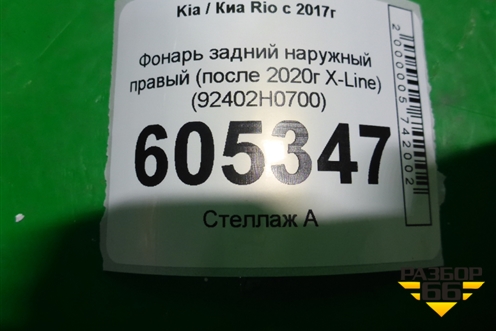 Kia / Киа Rio с 2017г
Фонарь задний наружный
правый (после 2020г X-Line)
(92402H0700)
605347
Стеллаж А
2000005742002
РАЗБОР
66